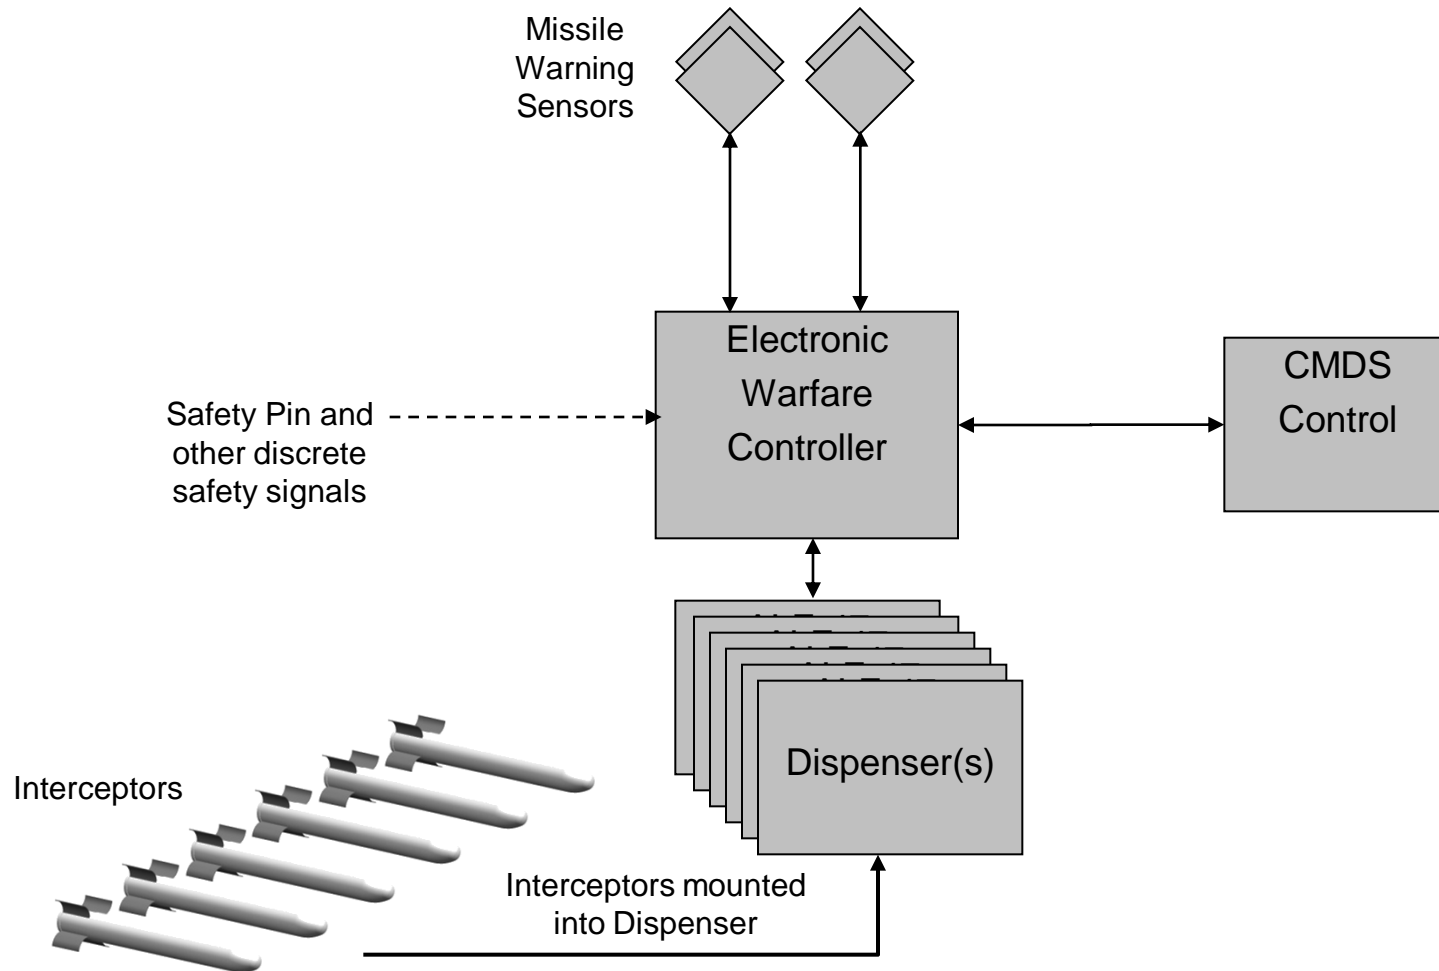 Missile
Warning
Sensors
Electronic
Warfare
Controller
CMDS
Control
Safety Pin and
other discrete
safety signals
Dispenser(s)
Interceptors
Interceptors mounted
into Dispenser